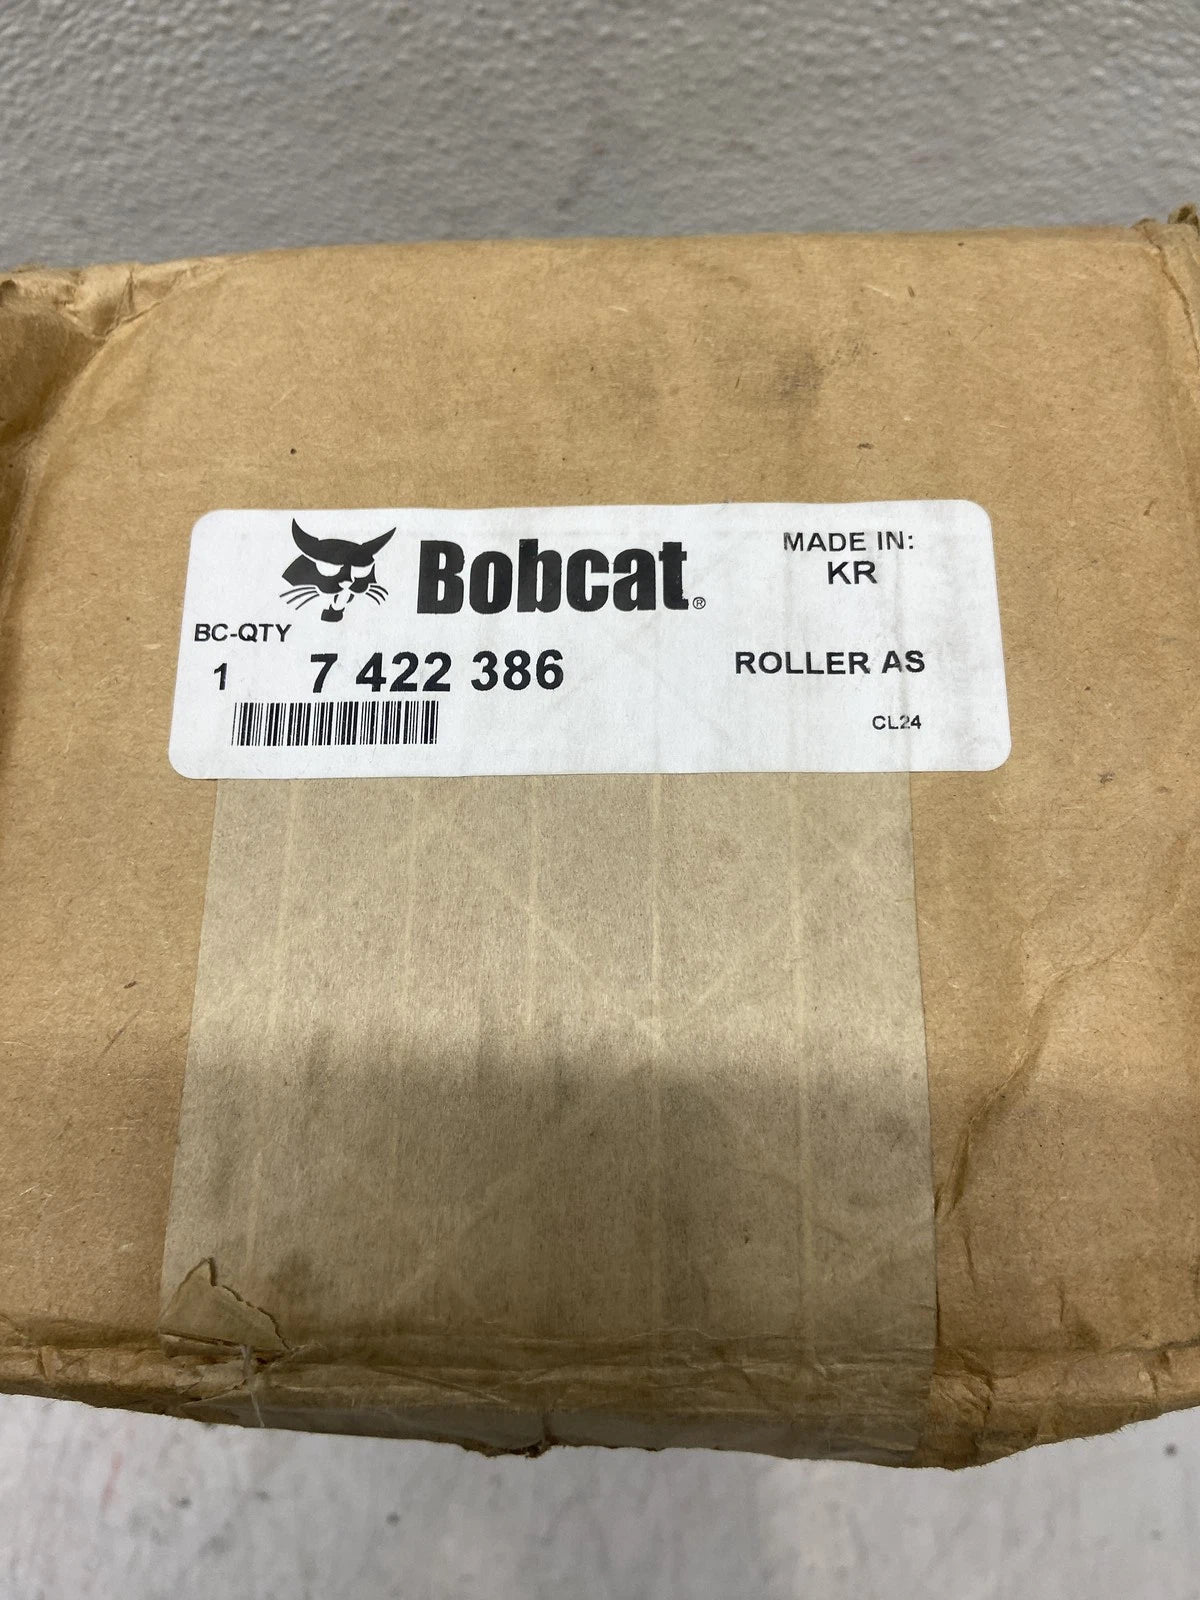 Bobcat®
MADE IN:
KR
BC-QTY
1 7 422 386
ROLLER AS
CL24